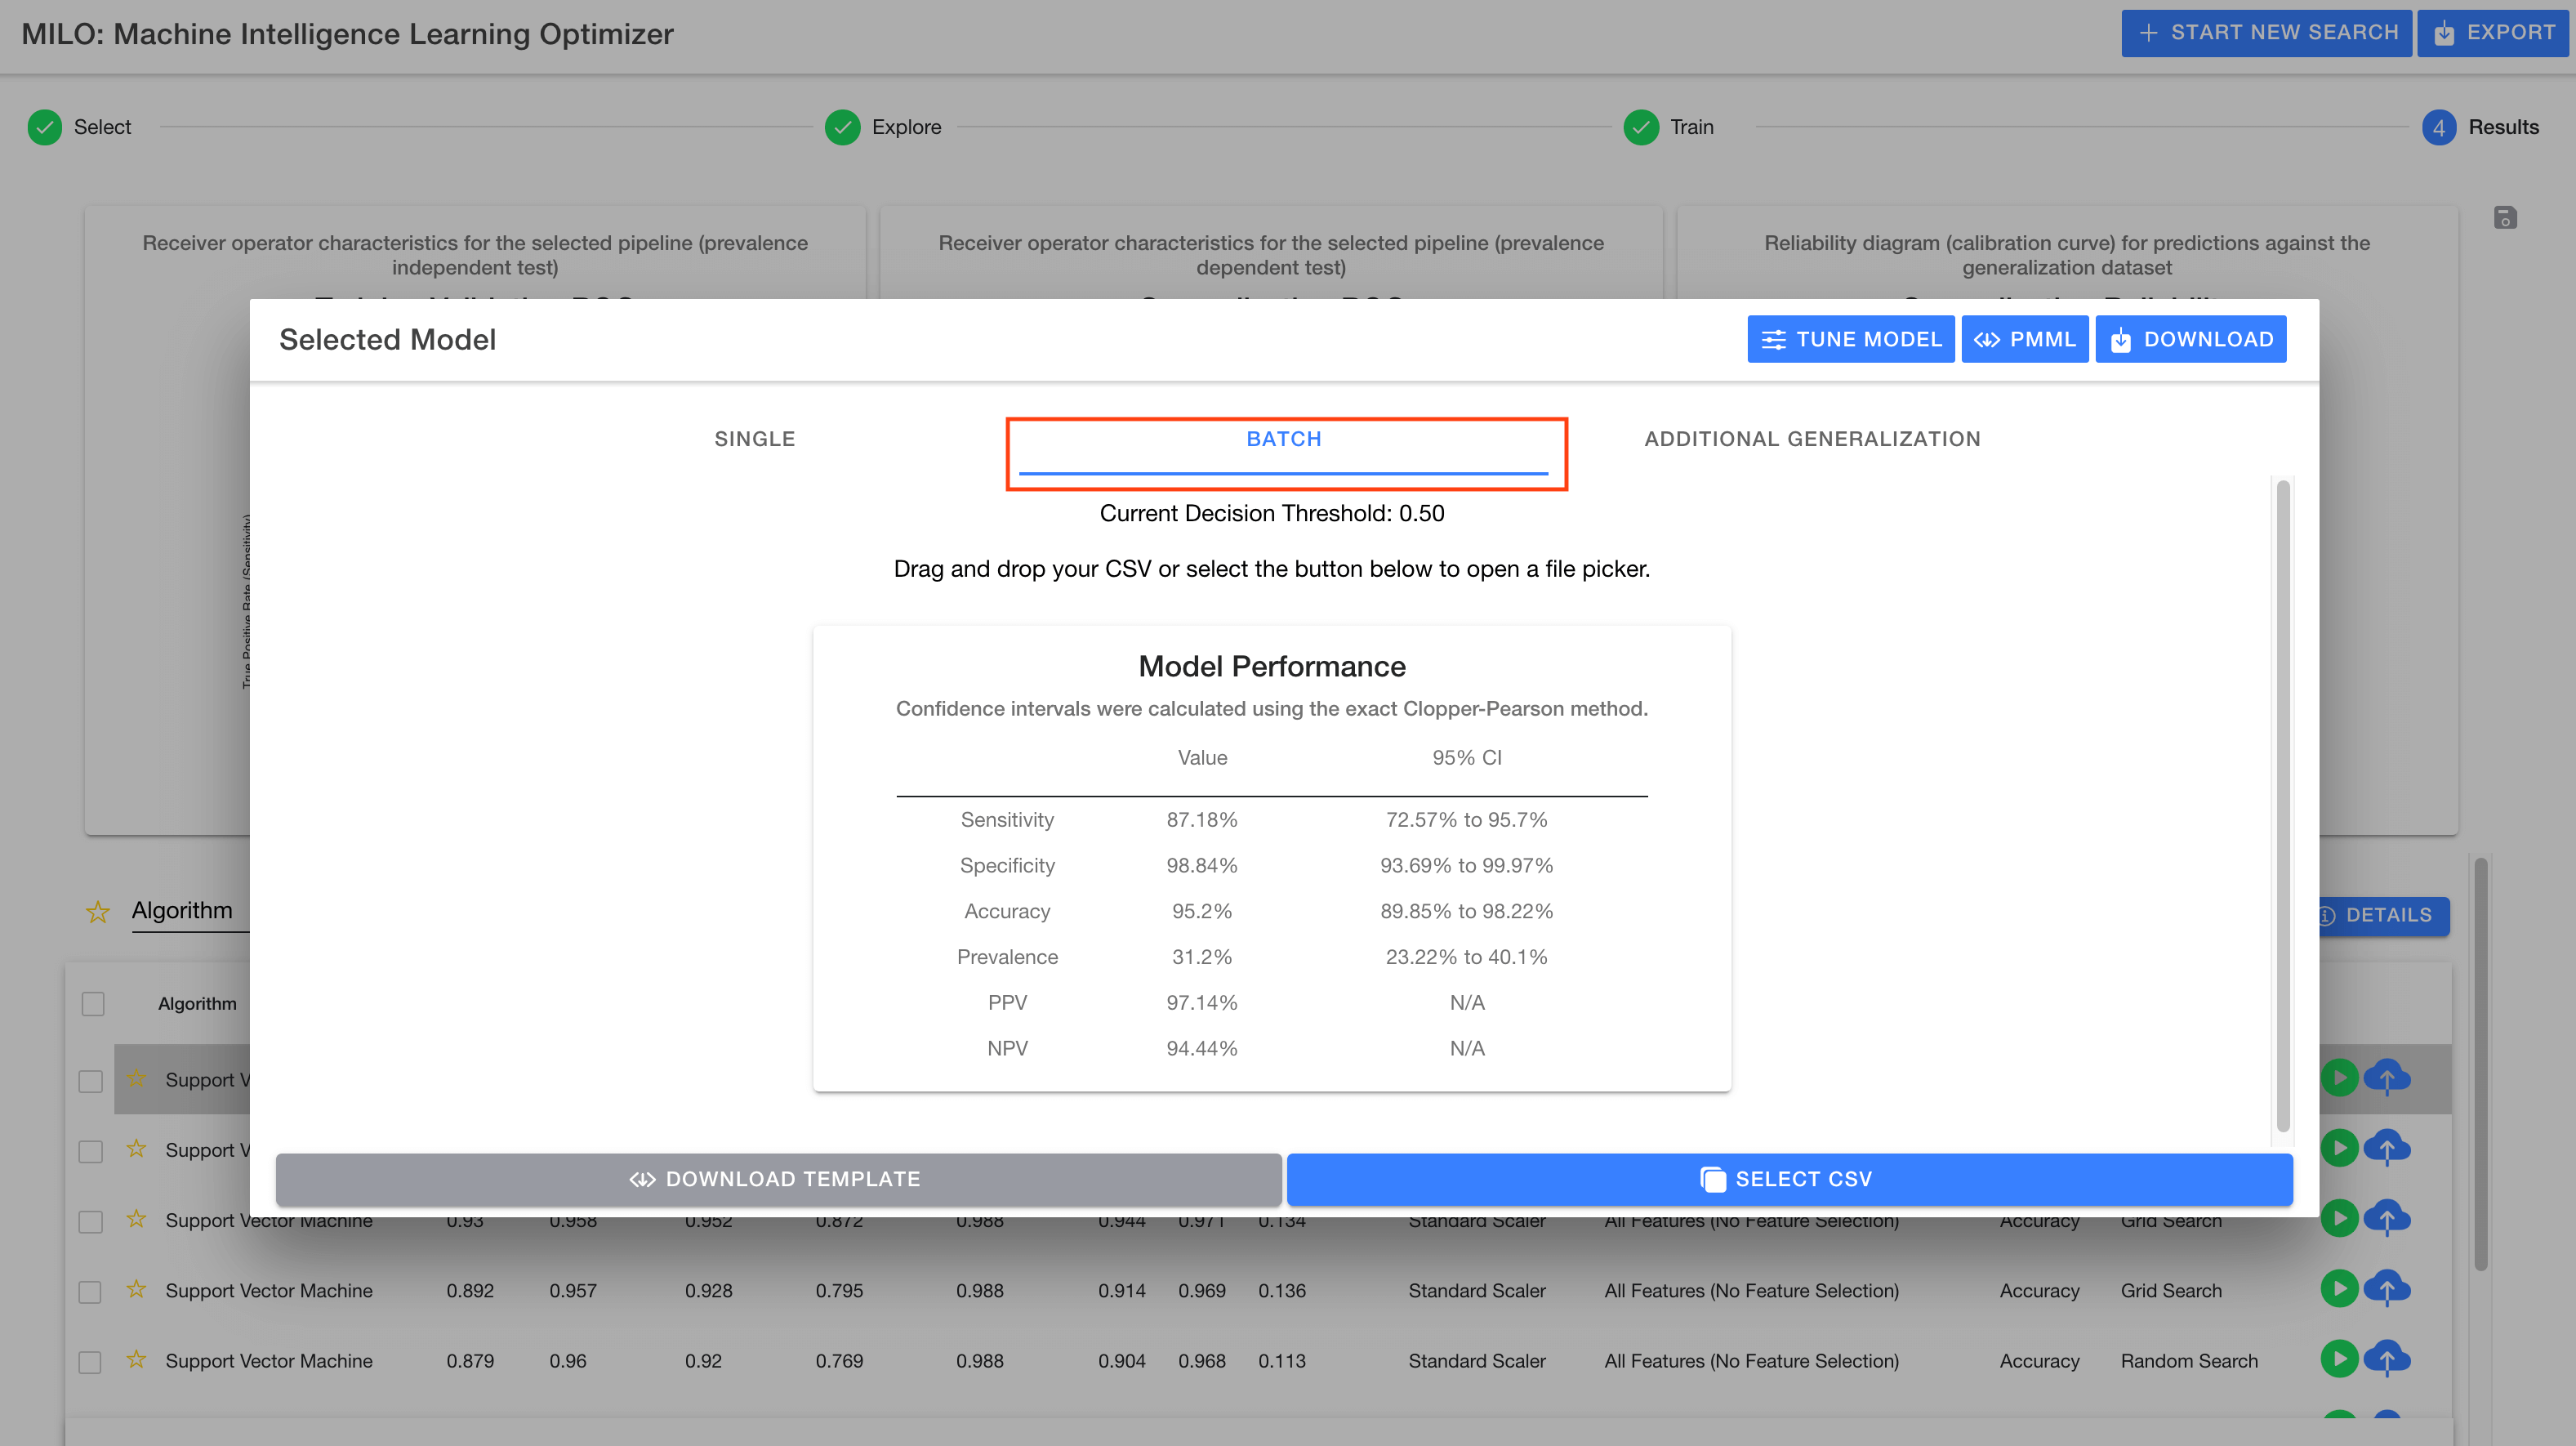 MILO: Machine Intelligence Learning Optimizer
START NEW SEARCH
EXPORT
Select
Explore
Train
4 Results
Receiver operator characteristics for the selected pipeline (prevalence
independent test)
Receiver operator characteristics for the selected pipeline (prevalence
dependent test)
Reliability diagram (calibration curve) for predictions against the
generalization dataset
True Positive Rate (Sensitivity)
Selected Model
TUNE MODEL
PMML
DOWNLOAD
SINGLE
BATCH
ADDITIONAL GENERALIZATION
Current Decision Threshold: 0.50
Drag and drop your CSV or select the button below to open a file picker.
Model Performance
Confidence intervals were calculated using the exact Clopper-Pearson method.
Value 95% CI
Sensitivity 87.18% 72.57% to 95.7%
Specificity 98.84% 93.69% to 99.97%
Accuracy 95.2% 89.85% to 98.22%
Prevalence 31.2% 23.22% to 40.1%
PPV 97.14% N/A
NPV 94.44% N/A
DOWNLOAD TEMPLATE
SELECT CSV
Algorithm
DETAILS
Algorithm
Support V
Support V
Support Vector Machine 0.93 0.958 0.952 0.872 0.988 0.944 0.971 0.134 Standard Scaler All Features (No Feature Selection) Accuracy Grid Search
Support Vector Machine 0.892 0.957 0.928 0.795 0.988 0.914 0.969 0.136 Standard Scaler All Features (No Feature Selection) Accuracy Grid Search
Support Vector Machine 0.879 0.96 0.92 0.769 0.988 0.904 0.968 0.113 Standard Scaler All Features (No Feature Selection) Accuracy Random Search